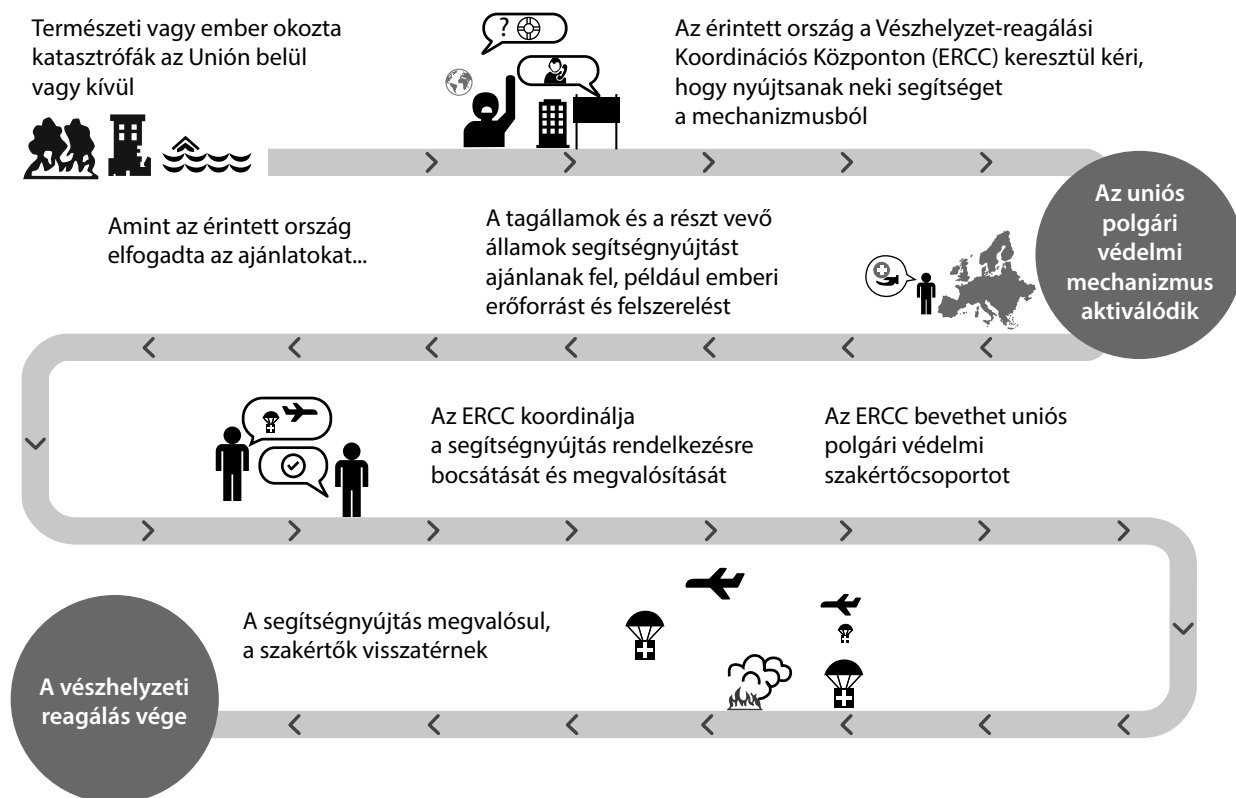 Természeti vagy ember okozta
katasztrófák az Unión belül
vagy kívül
?
Az érintett ország a Vészhelyzet-reagálási
Koordinációs Központon (ERCC) keresztül kéri,
hogy nyújtsanak neki segítséget
a mechanizmusból
Az uniós
polgári
védelmi
mechanizmus
aktiválódik
A tagállamok és a részt vevő
államok segítségnyújtást
ajánlanak fel, például emberi
erőforrást és felszerelést
Amint az érintett ország
elfogadta az ajánlatokat...
Az ERCC koordinálja
a segítségnyújtás rendelkezésre
bocsátását és megvalósítását
Az ERCC bevethet uniós
polgári védelmi
szakértőcsoportot
A segítségnyújtás megvalósul,
a szakértők visszatérnek
A vészhelyzeti
reagálás vége